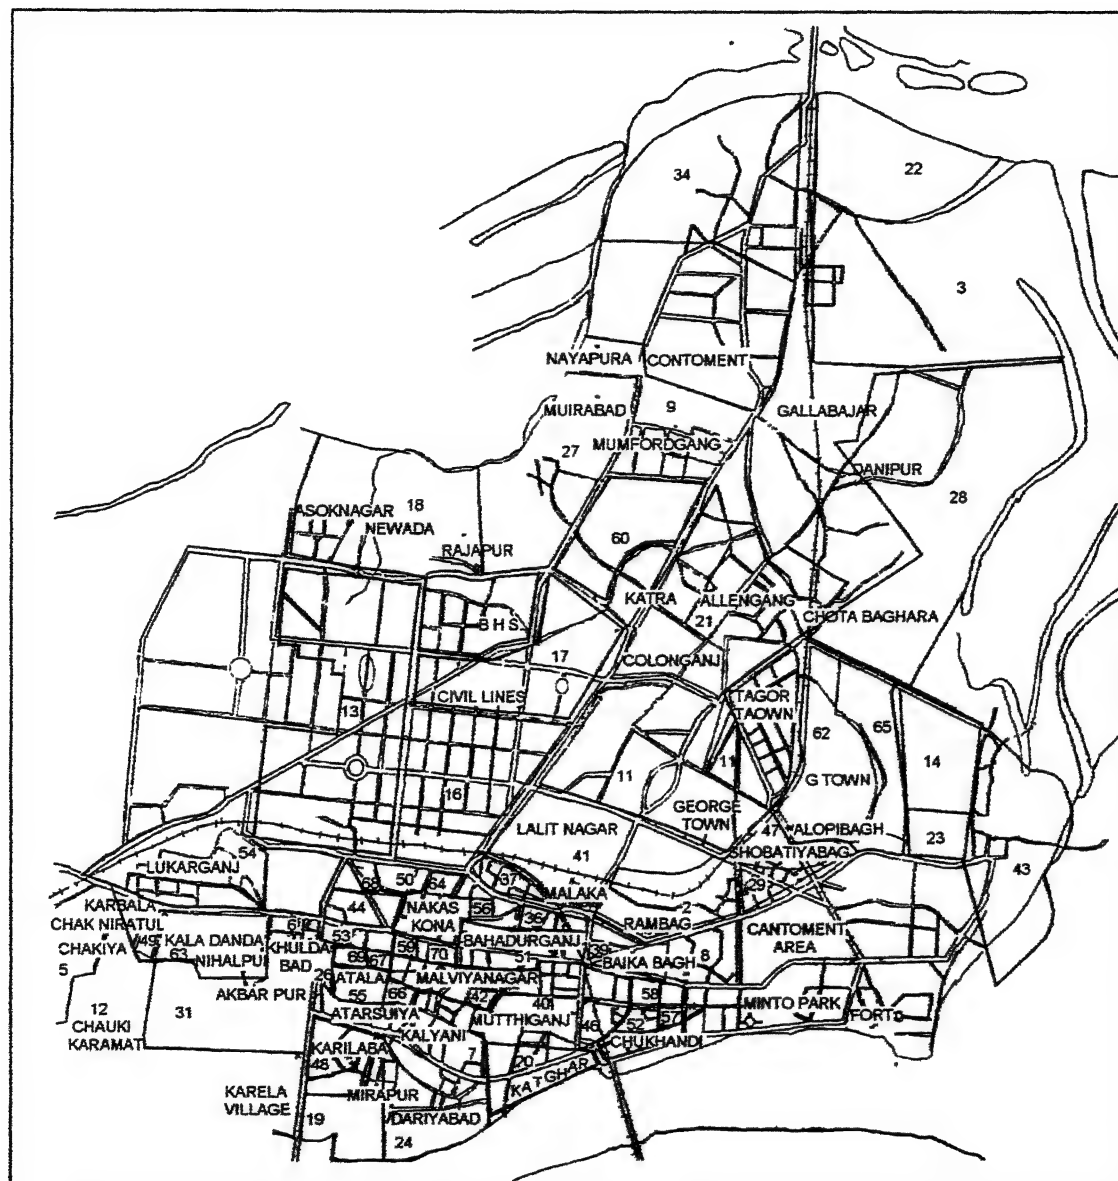 34
22
3
NAYAPURA
CONTOMENT
MUIRABAD
9
GALLABAJAR
MUMFORDGANG
27
DANIPUR
28
18
ASOKNAGAR
NEWADA
60
RAJAPUR
KATRA
ALLENGANG
21
CHOTA BAGHARA
B H S
17
COLONGANJ
CIVIL LINES
TAGOR
TAOWN
13
62
65
14
11
11
G TOWN
16
GEORGE
TOWN
LALIT NAGAR
47
ALOPIBAGH
23
41
SHOBATIYABAG
54
LUKARGANJ
43
68
50
64
37
MALAKA
29
KARBALA
44
NAKAS
KONA
56
36
2
RAMBAG
CHAK NIRATUL
CANTOMENT
AREA
CHAKIYA
49
KALA DANDA
53
BAHADURGANJ
39
63
NIHALPUI
KHULDA
BAD
59
70
51
BAIKA BAGH
8
5
69
67
26
ATALA
MALVIYANAGAR
AKBAR PUR
55
66
42
40
58
MINTO PARK
12
31
ATARSUIYA
MUTTHIGANJ
FORT
CHAUKI
KARAMAT
KALYANI
46
52
57
CHUKHANDI
KARILABA
7
20
48
KATGHAR
KARELA
VILLAGE
MIRAPUR
19
DARIYABAD
24